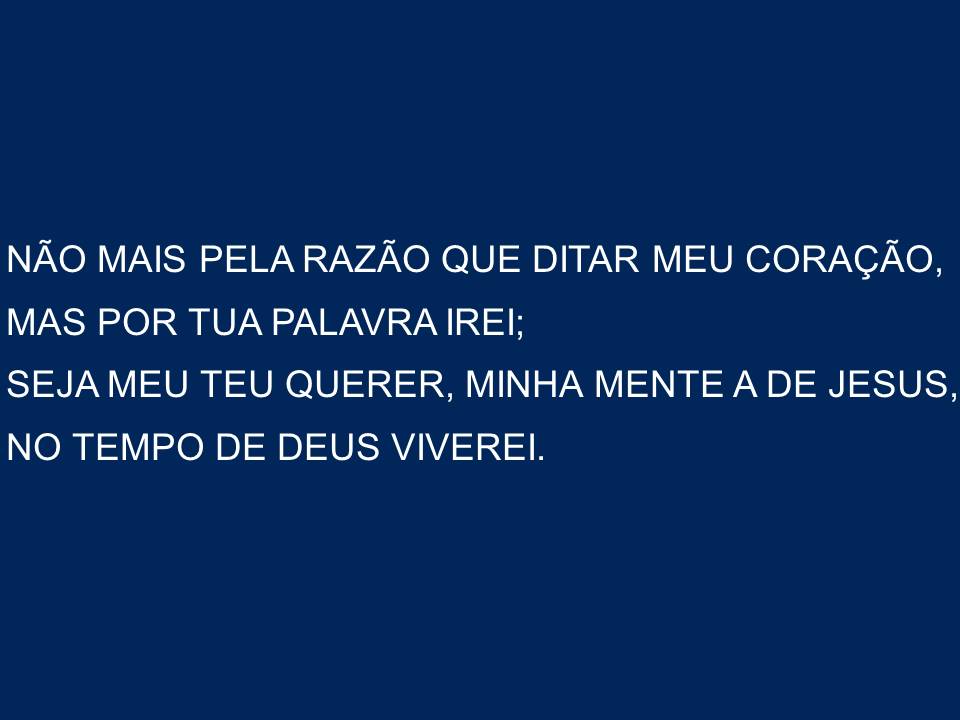 NÃO MAIS PELA RAZÃO QUE DITAR MEU CORAÇÃO,
MAS POR TUA PALAVRA IREI;
SEJA MEU TEU QUERER, MINHA MENTE A DE JESUS,
NO TEMPO DE DEUS VIVEREI.